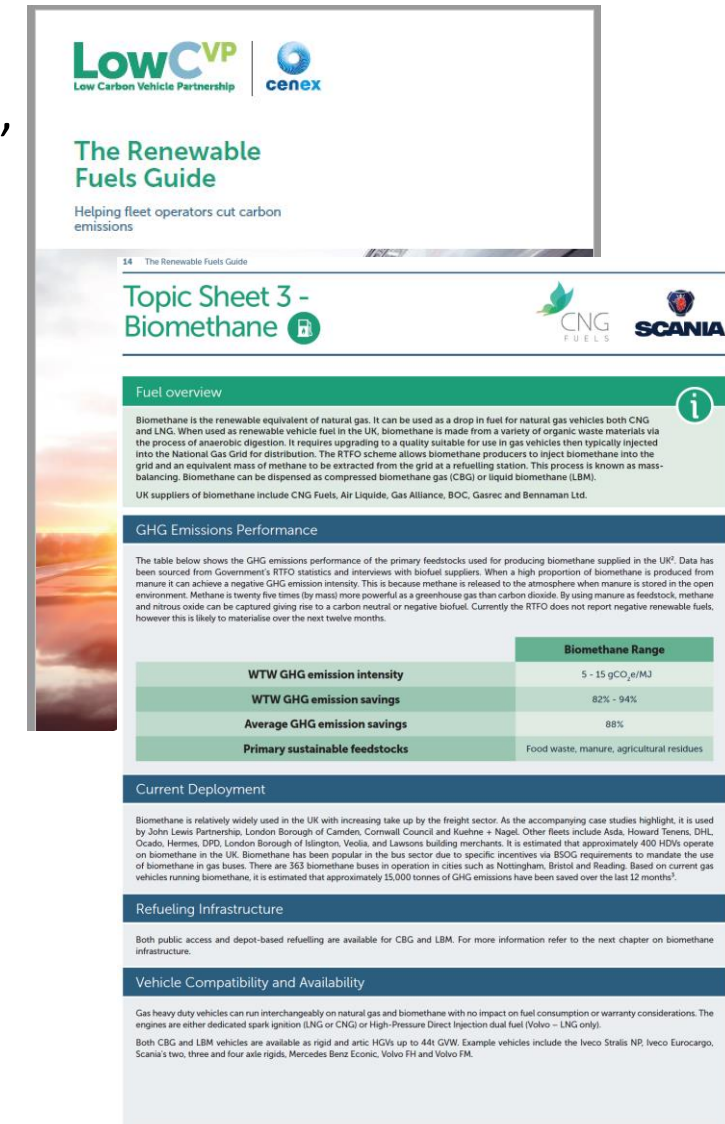 ,
LowCVP
Low Carbon Vehicle Partnership
cenex
The Renewable
Fuels Guide
Helping fleet operators cut carbon
emissions
14 The Renewable Fuels Guide
Topic Sheet 3 -
Biomethane
CNG
FUELS
SCANIA
Fuel overview
i
Biomethane is the renewable equivalent of natural gas. It can be used as a drop in fuel for natural gas vehicles both CNG
and LNG. When used as renewable vehicle fuel in the UK, biomethane is made from a variety of organic waste materials via
the process of anaerobic digestion. It requires upgrading to a quality suitable for use in gas vehicles then typically injected
into the National Gas Grid for distribution. The RTFO scheme allows biomethane producers to inject biomethane into the
grid and an equivalent mass of methane to be extracted from the grid at a refuelling station. This process is known as mass-
balancing. Biomethane can be dispensed as compressed biomethane gas (CBG) or liquid biomethane (LBM).
UK suppliers of biomethane include CNG Fuels, Air Liquide, Gas Alliance, BOC, Gasrec and Bennaman Ltd.
GHG Emissions Performance
The table below shows the GHG emissions performance of the primary feedstocks used for producing biomethane supplied in the UK². Data has
been sourced from Government's RTFO statistics and interviews with biofuel suppliers. When a high proportion of biomethane is produced from
manure it can achieve a negative GHG emission intensity. This is because methane is released to the atmosphere when manure is stored in the open
environment. Methane is twenty five times (by mass) more powerful as a greenhouse gas than carbon dioxide. By using manure as feedstock, methane
and nitrous oxide can be captured giving rise to a carbon neutral or negative biofuel. Currently the RTFO does not report negative renewable fuels,
however this is likely to materialise over the next twelve months.
Biomethane Range
WTW GHG emission intensity 5 - 15 gCO₂e/MJ
WTW GHG emission savings 82% - 94%
Average GHG emission savings 88%
Primary sustainable feedstocks Food waste, manure, agricultural residues
Current Deployment
Biomethane is relatively widely used in the UK with increasing take up by the freight sector. As the accompanying case studies highlight, it is used
by John Lewis Partnership, London Borough of Camden, Cornwall Council and Kuehne + Nagel. Other fleets include Asda, Howard Tenens, DHL,
Ocado, Hermes, DPD, London Borough of Islington, Veolia, and Lawsons building merchants. It is estimated that approximately 400 HDVs operate
on biomethane in the UK. Biomethane has been popular in the bus sector due to specific incentives via BSOG requirements to mandate the use
of biomethane in gas buses. There are 363 biomethane buses in operation in cities such as Nottingham, Bristol and Reading. Based on current gas
vehicles running biomethane, it is estimated that approximately 15,000 tonnes of GHG emissions have been saved over the last 12 months³.
Refueling Infrastructure
Both public access and depot-based refuelling are available for CBG and LBM. For more information refer to the next chapter on biomethane
infrastructure.
Vehicle Compatibility and Availability
Gas heavy duty vehicles can run interchangeably on natural gas and biomethane with no impact on fuel consumption or warranty considerations. The
engines are either dedicated spark ignition (LNG or CNG) or High-Pressure Direct Injection dual fuel (Volvo – LNG only).
Both CBG and LBM vehicles are available as rigid and artic HGVs up to 44t GVW. Example vehicles include the Iveco Stralis NP, Iveco Eurocargo,
Scania's two, three and four axle rigids, Mercedes Benz Econic, Volvo FH and Volvo FM.